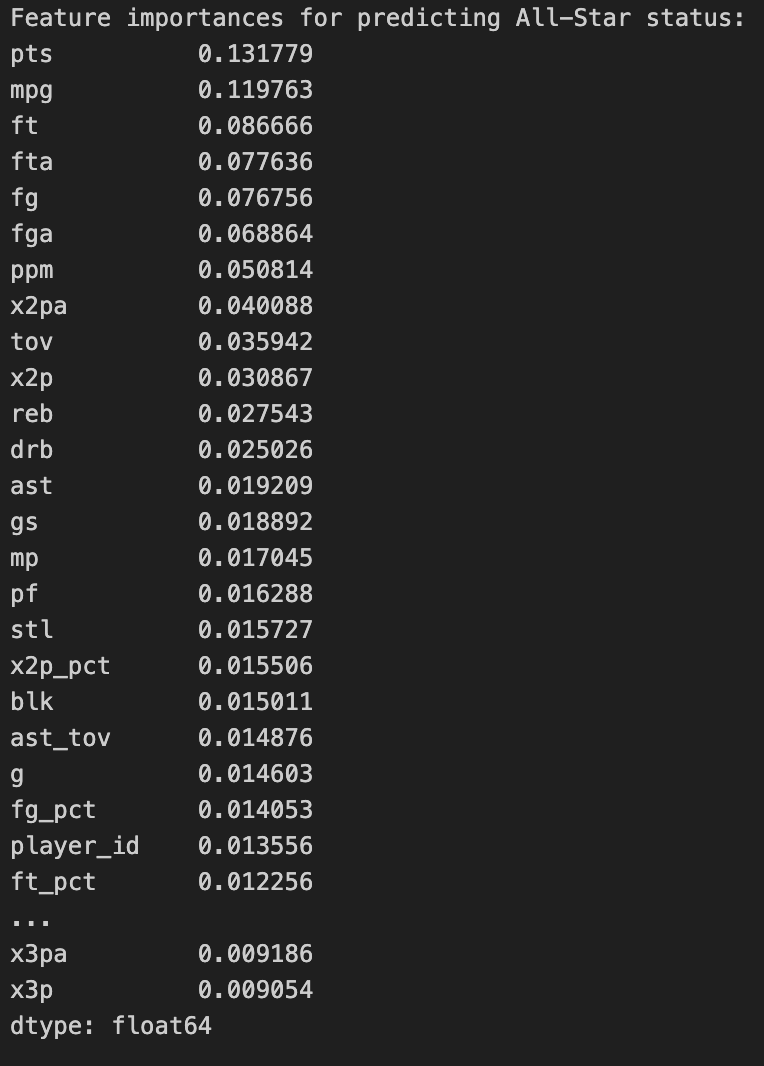 Feature importances for predicting All-Star status:
pts 0.131779
mpg 0.119763
ft 0.086666
fta 0.077636
fg 0.076756
fga 0.068864
ppm 0.050814
x2pa 0.040088
tov 0.035942
x2p 0.030867
reb 0.027543
drb 0.025026
ast 0.019209
gs 0.018892
mp 0.017045
pf 0.016288
stl 0.015727
x2p_pct 0.015506
blk 0.015011
ast_tov 0.014876
g 0.014603
fg_pct 0.014053
player_id 0.013556
ft_pct 0.012256
...
x3pa 0.009186
x3p 0.009054
dtype: float64